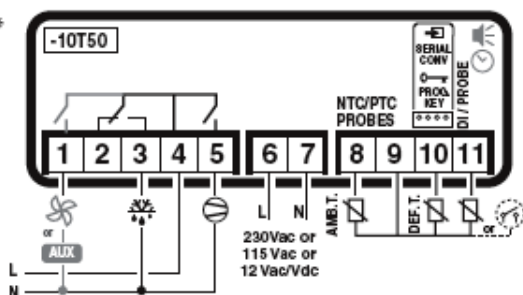 -10T50
SERIAL
CONV
PROG.
KEY
DI / PROBE
NTC/PTC
PROBES
1 2 3 4 5 6 7 8 9 10 11
or
AUX
L
N
L N
230Vac or
115 Vac or
12 Vac/Vdc
AMB.T.
DEF.T.
or